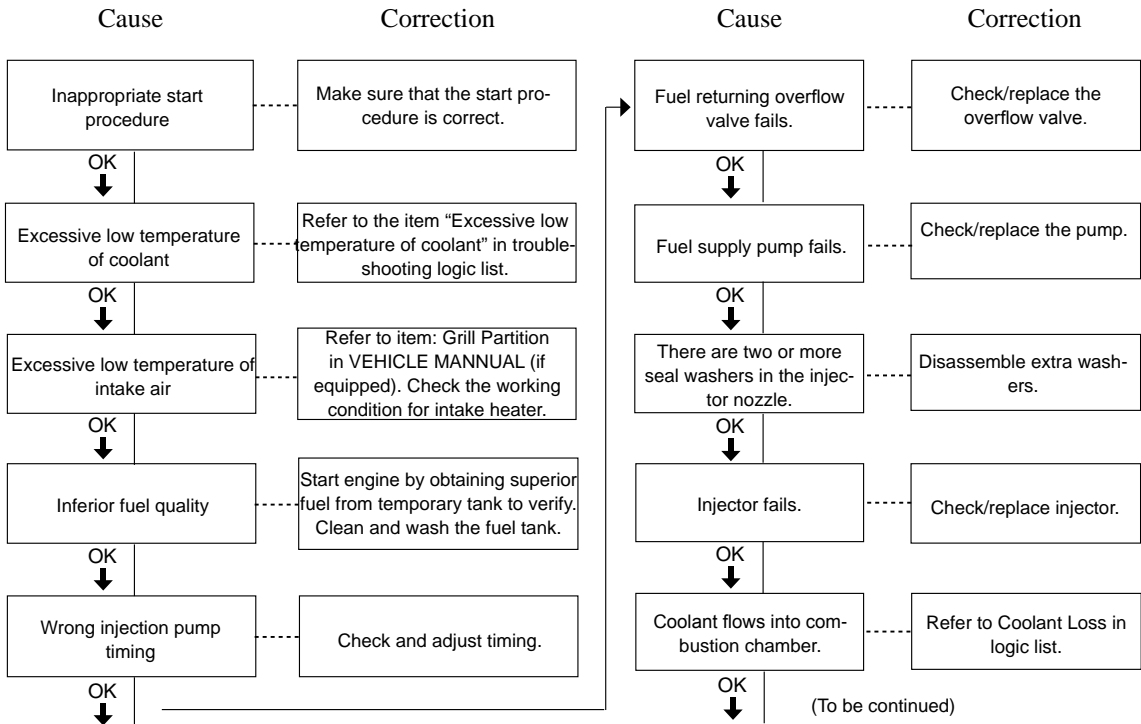 Cause
Correction
Inappropriate start
procedure
Make sure that the start pro-
cedure is correct.
OK
Excessive low temperature
of coolant
Refer to the item “Excessive low
temperature of coolant” in trouble-
shooting logic list.
OK
Excessive low temperature of
intake air
Refer to item: Grill Partition
in VEHICLE MANNUAL (if
equipped). Check the working
condition for intake heater.
OK
Inferior fuel quality
Start engine by obtaining superior
fuel from temporary tank to verify.
Clean and wash the fuel tank.
OK
Wrong injection pump
timing
Check and adjust timing.
OK
Cause
Correction
Fuel returning overflow
valve fails.
Check/replace the
overflow valve.
OK
Fuel supply pump fails.
Check/replace the pump.
OK
There are two or more
seal washers in the injec-
tor nozzle.
Disassemble extra wash-
ers.
OK
Injector fails.
Check/replace injector.
OK
Coolant flows into com-
bustion chamber.
Refer to Coolant Loss in
logic list.
OK
(To be continued)